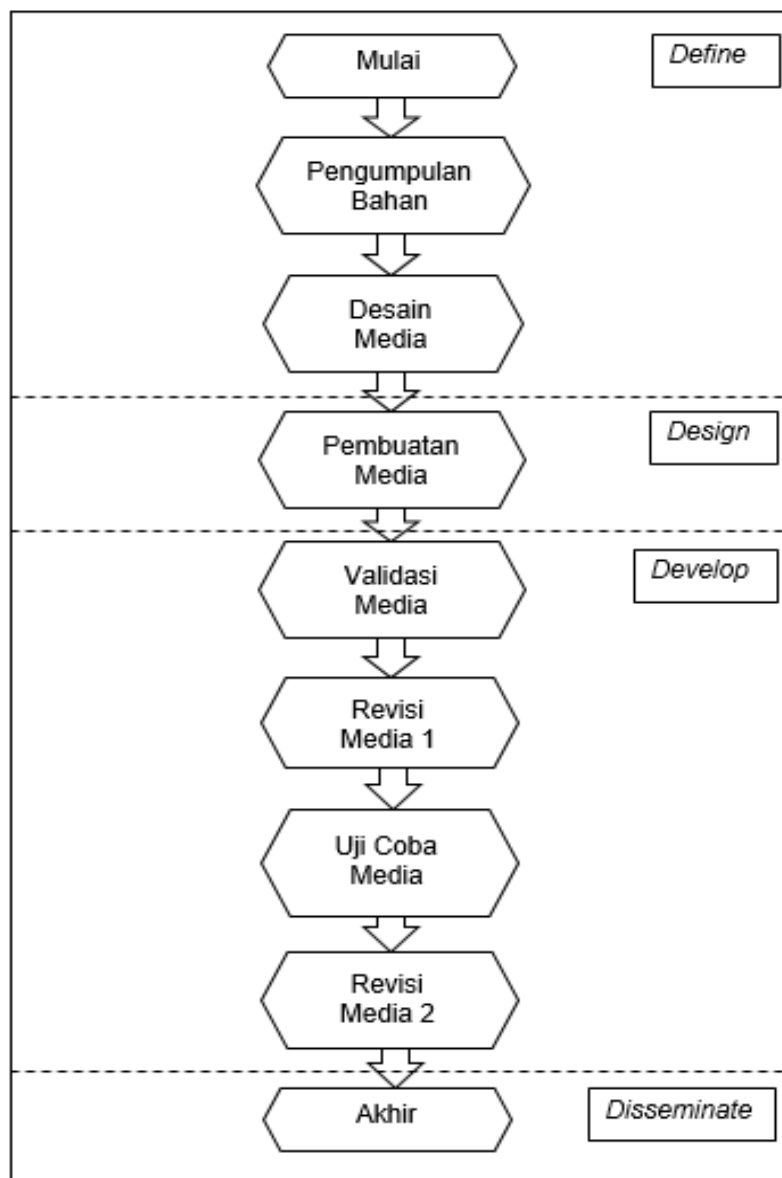 Mulai
Define
Pengumpulan
Bahan
Desain
Media
Pembuatan
Media
Design
Validasi
Media
Develop
Revisi
Media 1
Uji Coba
Media
Revisi
Media 2
Akhir
Disseminate